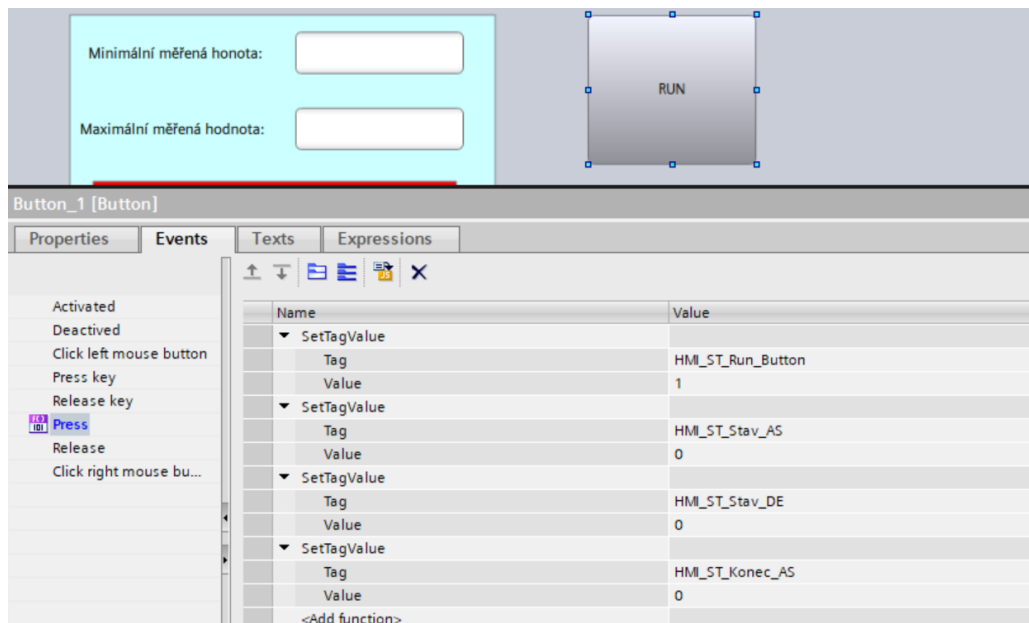 Minimální měřená honota:
RUN
Maximální měřená hodnota:
Button_1 [Button]
Properties Events Texts Expressions
Name Value
Activated
Deactived
Click left mouse button
Press key
Release key
Press
Release
Click right mouse bu...
SetTagValue
Tag HMI_ST_Run_Button
Value 1
SetTagValue
Tag HMI_ST_Stav_AS
Value 0
SetTagValue
Tag HMI_ST_Stav_DE
Value 0
SetTagValue
Tag HMI_ST_Konec_AS
Value 0
<Add function>